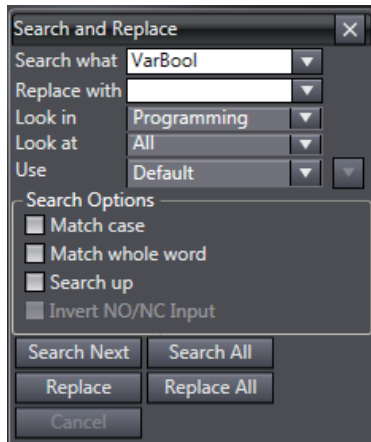 Search and Replace
Search what VarBool
Replace with
Look in Programming
Look at All
Use Default
Search Options
Match case
Match whole word
Search up
Invert NO/NC Input
Search Next Search All
Replace Replace All
Cancel